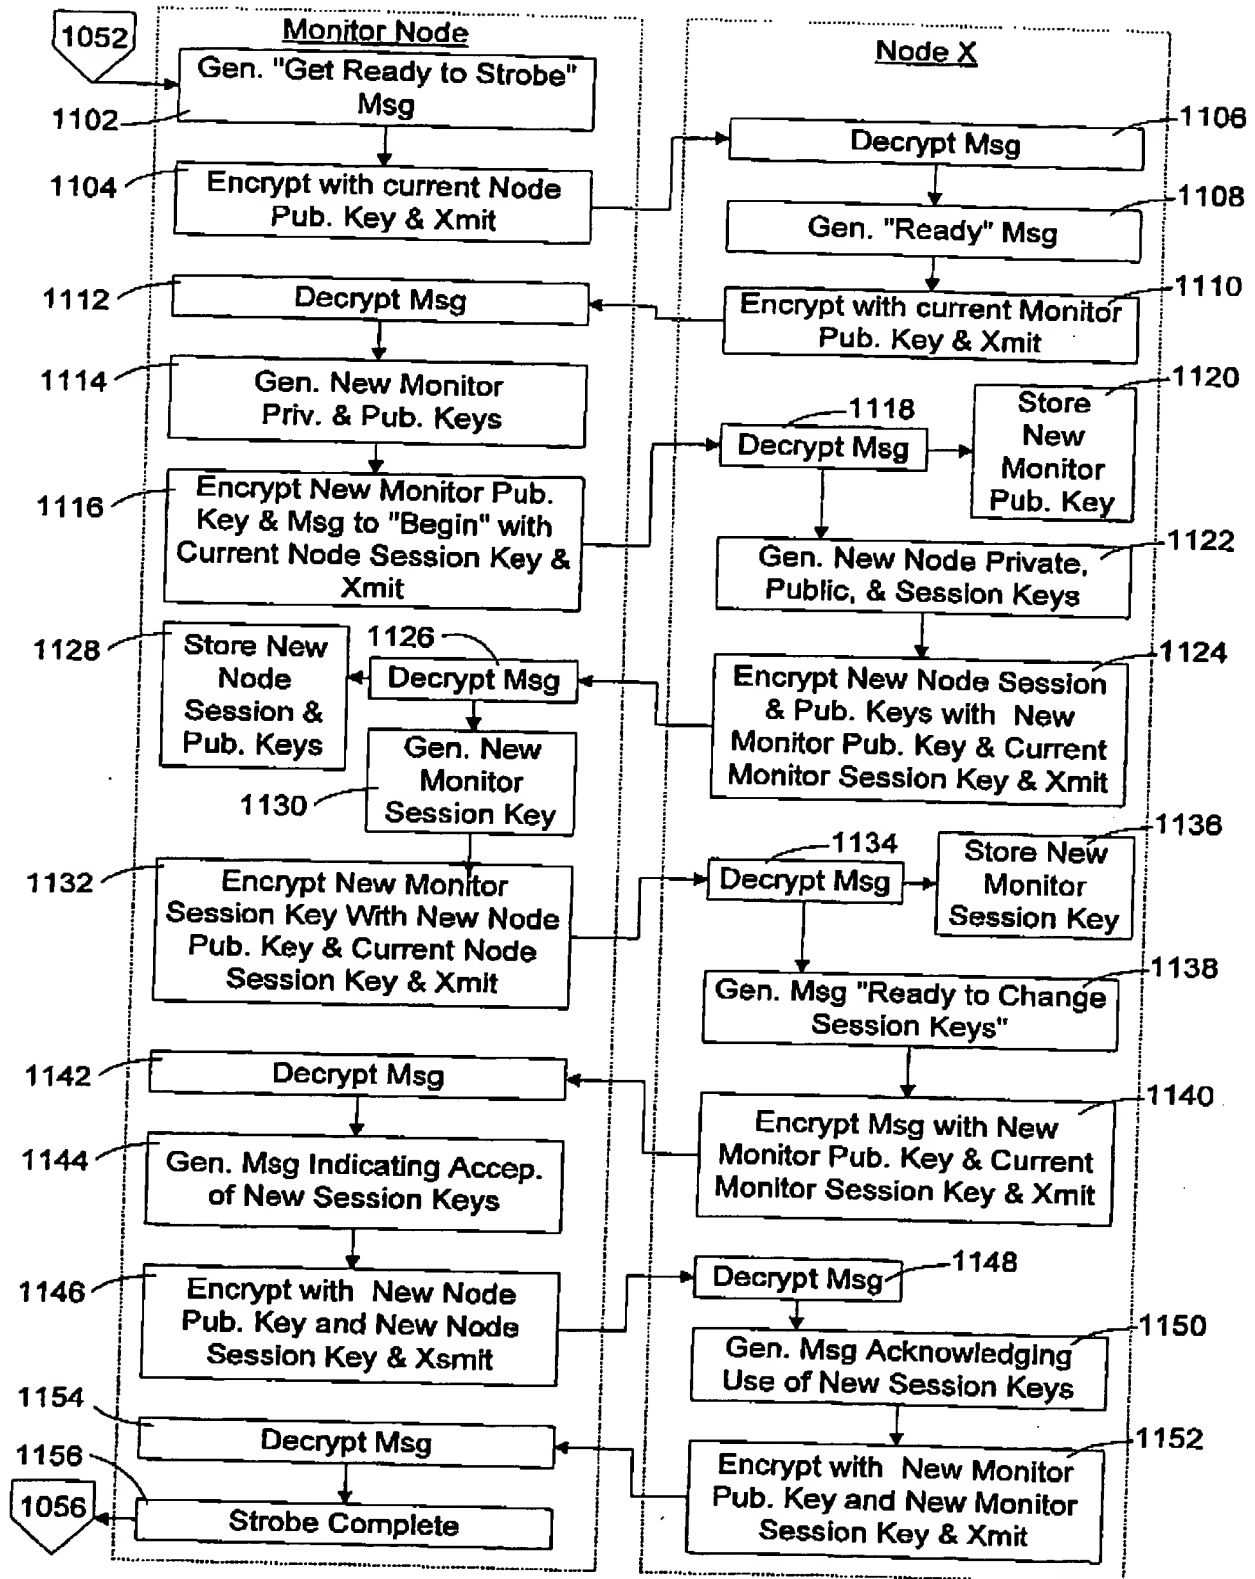 1052
Monitor Node
Gen. "Get Ready to Strobe"
Msg
1102
1104
Encrypt with current Node
Pub. Key & Xmit
Node X
1106
Decrypt Msg
1108
Gen. "Ready" Msg
1110
Encrypt with current Monitor
Pub. Key & Xmit
1112
Decrypt Msg
1114
Gen. New Monitor
Priv. & Pub. Keys
1116
Encrypt New Monitor Pub.
Key & Msg to "Begin" with
Current Node Session Key &
Xmit
1118
Decrypt Msg
1120
Store
New
Monitor
Pub. Key
1122
Gen. New Node Private,
Public, & Session Keys
1124
Encrypt New Node Session
& Pub. Keys with New
Monitor Pub. Key & Current
Monitor Session Key & Xmit
1126
Decrypt Msg
1128
Store New
Node
Session &
Pub. Keys
Gen. New
Monitor
Session Key
1130
1132
Encrypt New Monitor
Session Key With New Node
Pub. Key & Current Node
Session Key & Xmit
1134
Decrypt Msg
1136
Store New
Monitor
Session Key
1138
Gen. Msg "Ready to Change
Session Keys"
1140
Encrypt Msg with New
Monitor Pub. Key & Current
Monitor Session Key & Xmit
1142
Decrypt Msg
1144
Gen. Msg Indicating Accep.
of New Session Keys
1146
Encrypt with New Node
Pub. Key and New Node
Session Key & Xsmit
1148
Decrypt Msg
1150
Gen. Msg Acknowledging
Use of New Session Keys
1152
Encrypt with New Monitor
Pub. Key and New Monitor
Session Key & Xmit
1154
Decrypt Msg
1156
Strobe Complete
1056